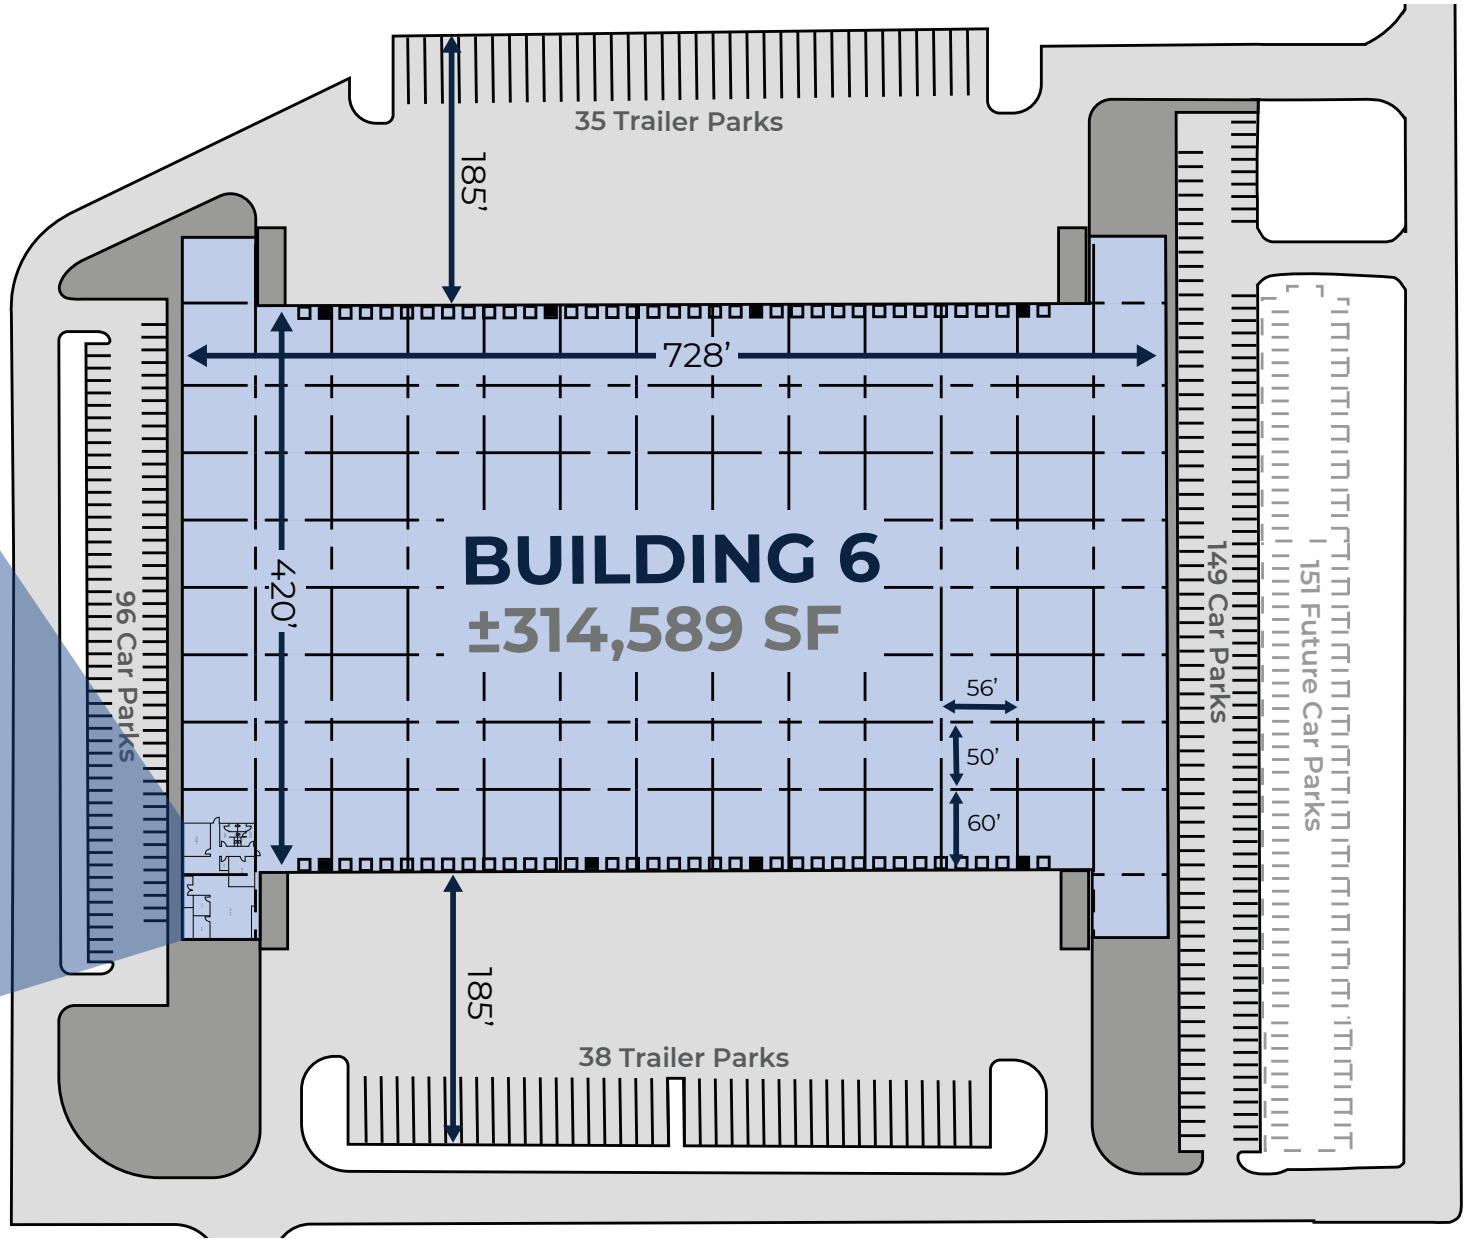 35 Trailer Parks
185’
728’
420’
BUILDING 6
±314,589 SF
96 Car Parks
149 Car Parks
151 Future Car Parks
56’
50’
60’
185’
38 Trailer Parks